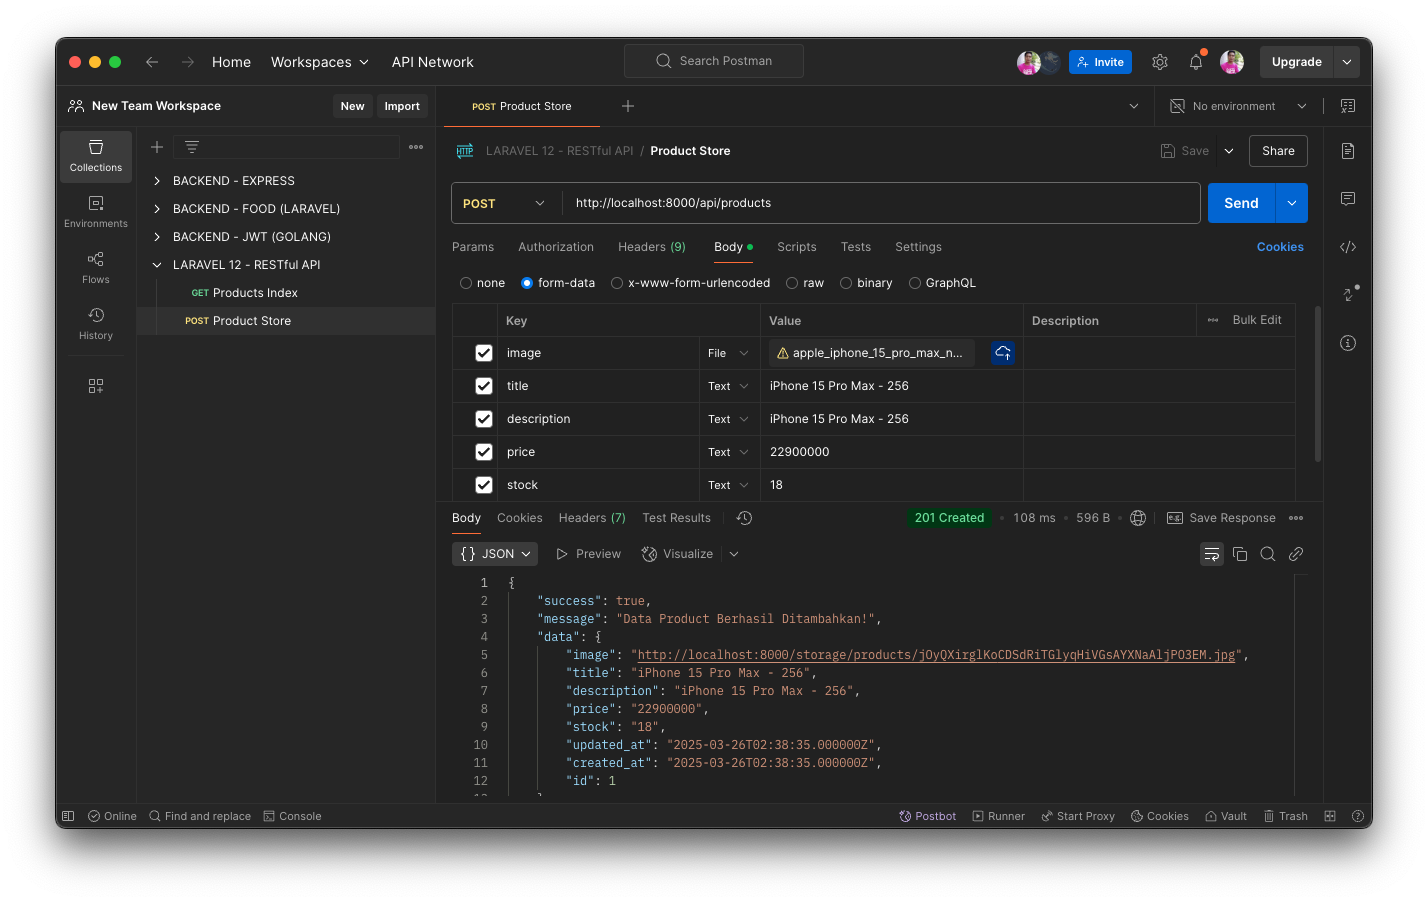 Home
Workspaces
API Network
Search Postman
Invite
Upgrade
New Team Workspace
New
Import
POST Product Store
No environment
Collections
Environments
Flows
History
BACKEND - EXPRESS
BACKEND - FOOD (LARAVEL)
BACKEND - JWT (GOLANG)
LARAVEL 12 - RESTful API
GET Products Index
POST Product Store
HTTP LARAVEL 12 - RESTful API / Product Store
Save
Share
POST
http://localhost:8000/api/products
Send
Params Authorization Headers (9) Body Scripts Tests Settings
Cookies
none form-data x-www-form-urlencoded raw binary GraphQL
Key Value Description Bulk Edit
image File apple_iphone_15_pro_max_n...
title Text iPhone 15 Pro Max - 256
description Text iPhone 15 Pro Max - 256
price Text 22900000
stock Text 18
Body Cookies Headers (7) Test Results
201 Created 108 ms 596 B e.g. Save Response
{} JSON Preview Visualize
1 {
2 "success": true,
3 "message": "Data Product Berhasil Ditambahkan!",
4 "data": {
5 "image": "http://localhost:8000/storage/products/jOyQXirglKoCDSdRiTGlyqHiVGsAYXNaAljPO3EM.jpg",
6 "title": "iPhone 15 Pro Max - 256",
7 "description": "iPhone 15 Pro Max - 256",
8 "price": "22900000",
9 "stock": "18",
10 "updated_at": "2025-03-26T02:38:35.000000Z",
11 "created_at": "2025-03-26T02:38:35.000000Z",
12 "id": 1
Online Find and replace Console
Postbot Runner Start Proxy Cookies Vault Trash